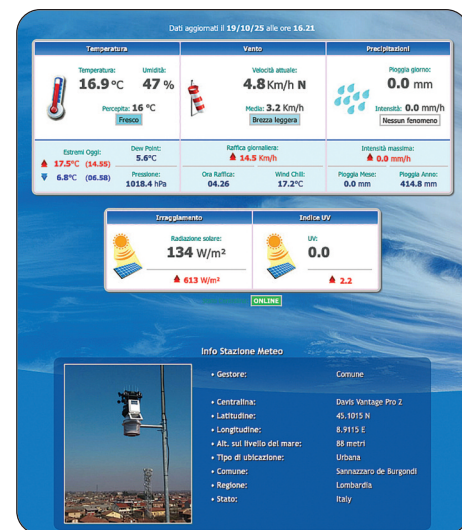 Dati aggiornati il 19/10/25 alle ore 16.21
Temperatura
Vento
Precipitazioni
Temperatura:
Umidità:
16.9°C
47 %
Percepita: 16 °C
Fresco
Velocità attuale:
4.8 Km/h N
Media: 3.2 Km/h
Brezza leggera
Pioggia giorno:
0.0 mm
Intensità: 0.0 mm/h
Nessun fenomeno
Estremi Oggi:
17.5°C (14.55)
6.8°C (06.58)
Dew Point:
5.6°C
Pressione:
1018.4 hPa
Raffica giornaliera:
14.5 Km/h
Ora Raffica:
04.26
Wind Chill:
17.2°C
Intensità massima:
0.0 mm/h
Pioggia Mese:
0.0 mm
Pioggia Anno:
414.8 mm
Irraggiamento
Indice UV
Radiazione solare:
134 W/m²
613 W/m²
UV:
0.0
2.2
ONLINE
Info Stazione Meteo
• Gestore: Comune
• Centralina: Davis Vantage Pro 2
• Latitudine: 45.1015 N
• Longitudine: 8.9115 E
• Alt. sul livello del mare: 88 metri
• Tipo di ubicazione: Urbana
• Comune: Sannazzaro de Burgondi
• Regione: Lombardia
• Stato: Italy